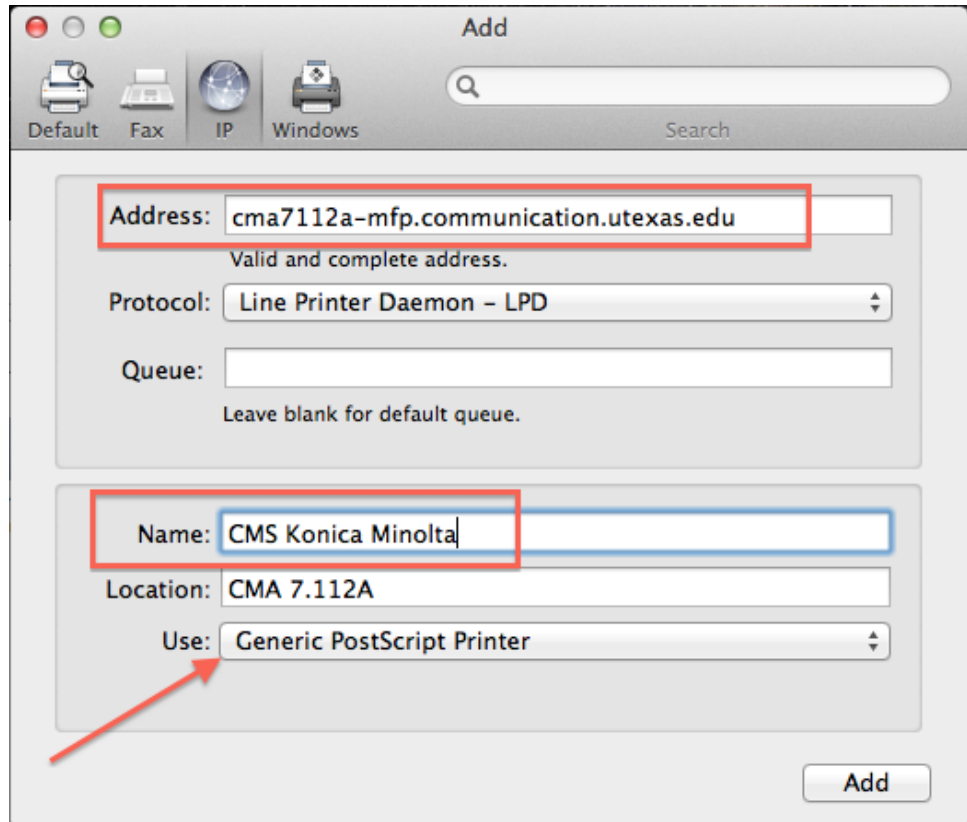 Add
Default Fax IP Windows Search
Address: cma7112a-mfp.communication.utexas.edu
Valid and complete address.
Protocol: Line Printer Daemon – LPD
Queue:
Leave blank for default queue.
Name: CMS Konica Minolta
Location: CMA 7.112A
Use: Generic PostScript Printer
Add